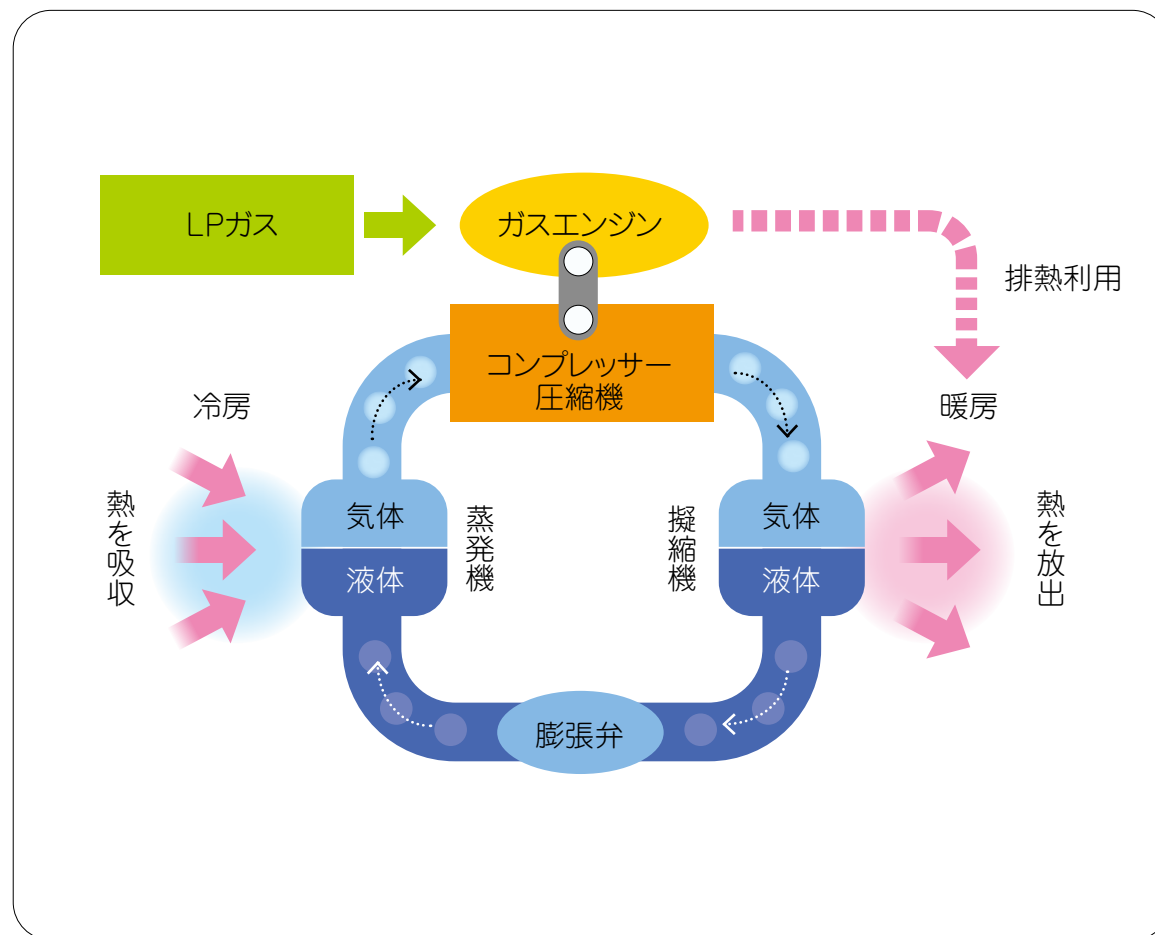 LPガス
ガスエンジン
排熱利用
コンプレッサー
圧縮機
冷房
暖房
熱を吸収
気体
液体
蒸発機
擬縮機
気体
液体
熱を放出
膨張弁